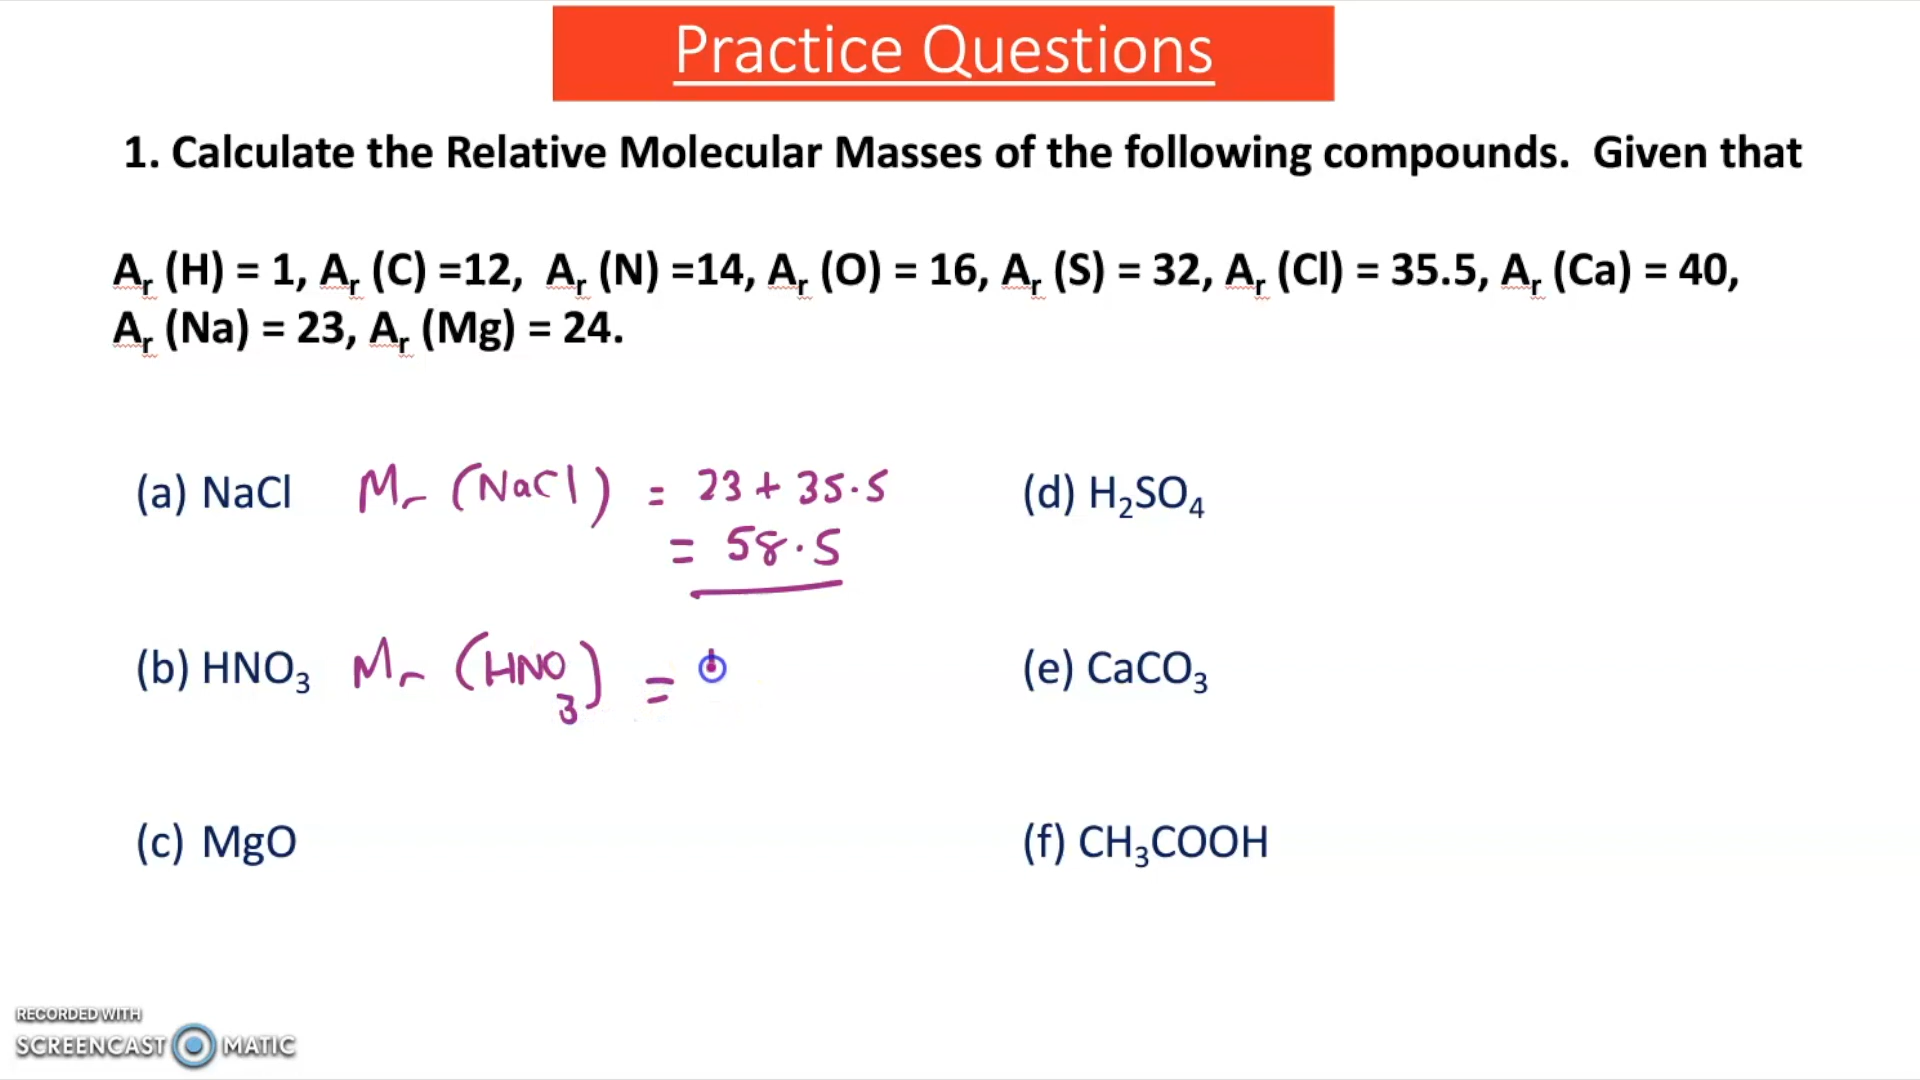 Practice Questions
1. Calculate the Relative Molecular Masses of the following compounds.  Given that
Aᵣ (H) = 1, Aᵣ (C) =12,  Aᵣ (N) =14, Aᵣ (O) = 16, Aᵣ (S) = 32, Aᵣ (Cl) = 35.5, Aᵣ (Ca) = 40,
Aᵣ (Na) = 23, Aᵣ (Mg) = 24.
(a) NaCl Mᵣ (NaCl) = 23 + 35.5
= 58.5
(b) HNO₃ Mᵣ (HNO₃) =
(c) MgO
(d) H₂SO₄
(e) CaCO₃
(f) CH₃COOH
RECORDED WITH
SCREENCAST MATIC